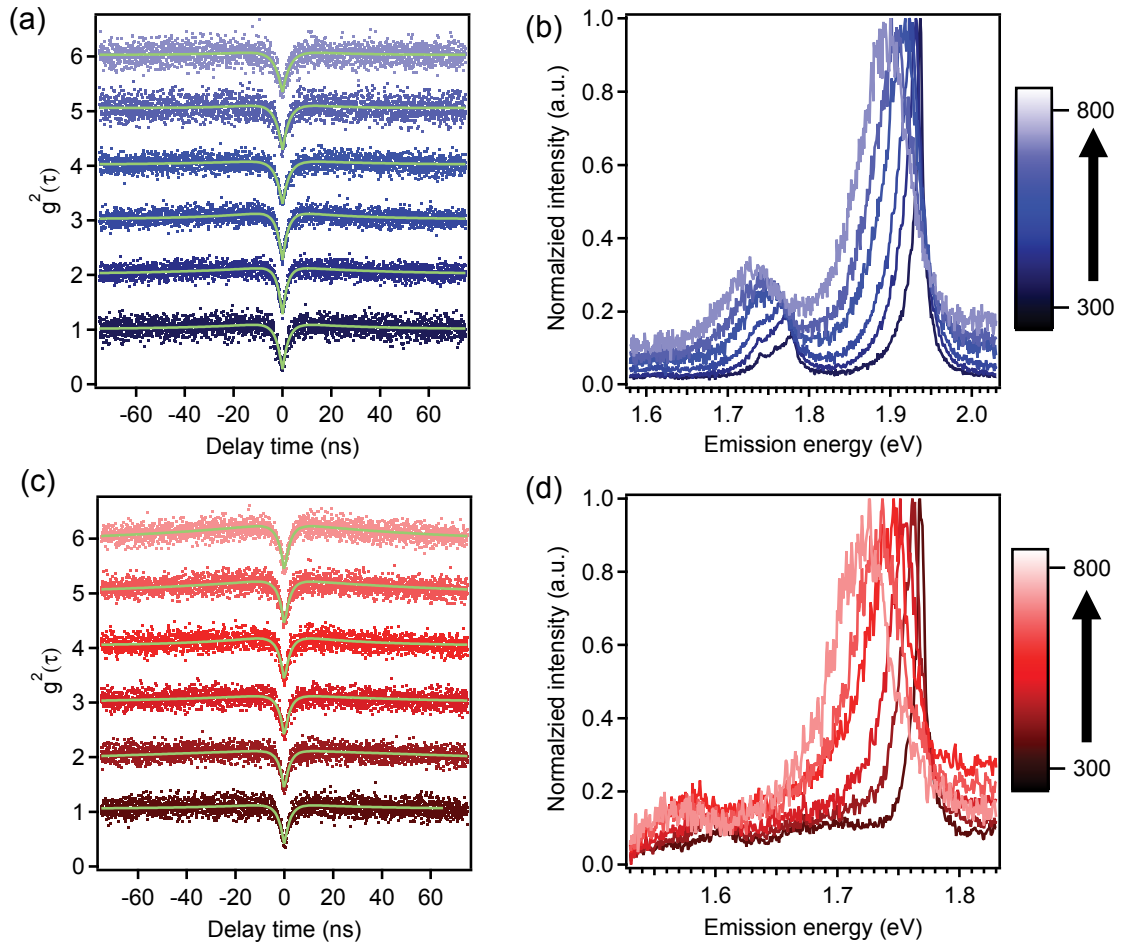 (a)
g²(τ)
6
5
4
3
2
1
0
-60 -40 -20 0 20 40 60
Delay time (ns)
(b)
Normalzied intensity (a.u.)
1.0
0.8
0.6
0.4
0.2
0.0
1.6 1.7 1.8 1.9 2.0
Emission energy (eV)
800
300
(c)
g²(τ)
6
5
4
3
2
1
0
-60 -40 -20 0 20 40 60
Delay time (ns)
(d)
Normalzied intensity (a.u.)
1.0
0.8
0.6
0.4
0.2
0.0
1.6 1.7 1.8
Emission energy (eV)
800
300